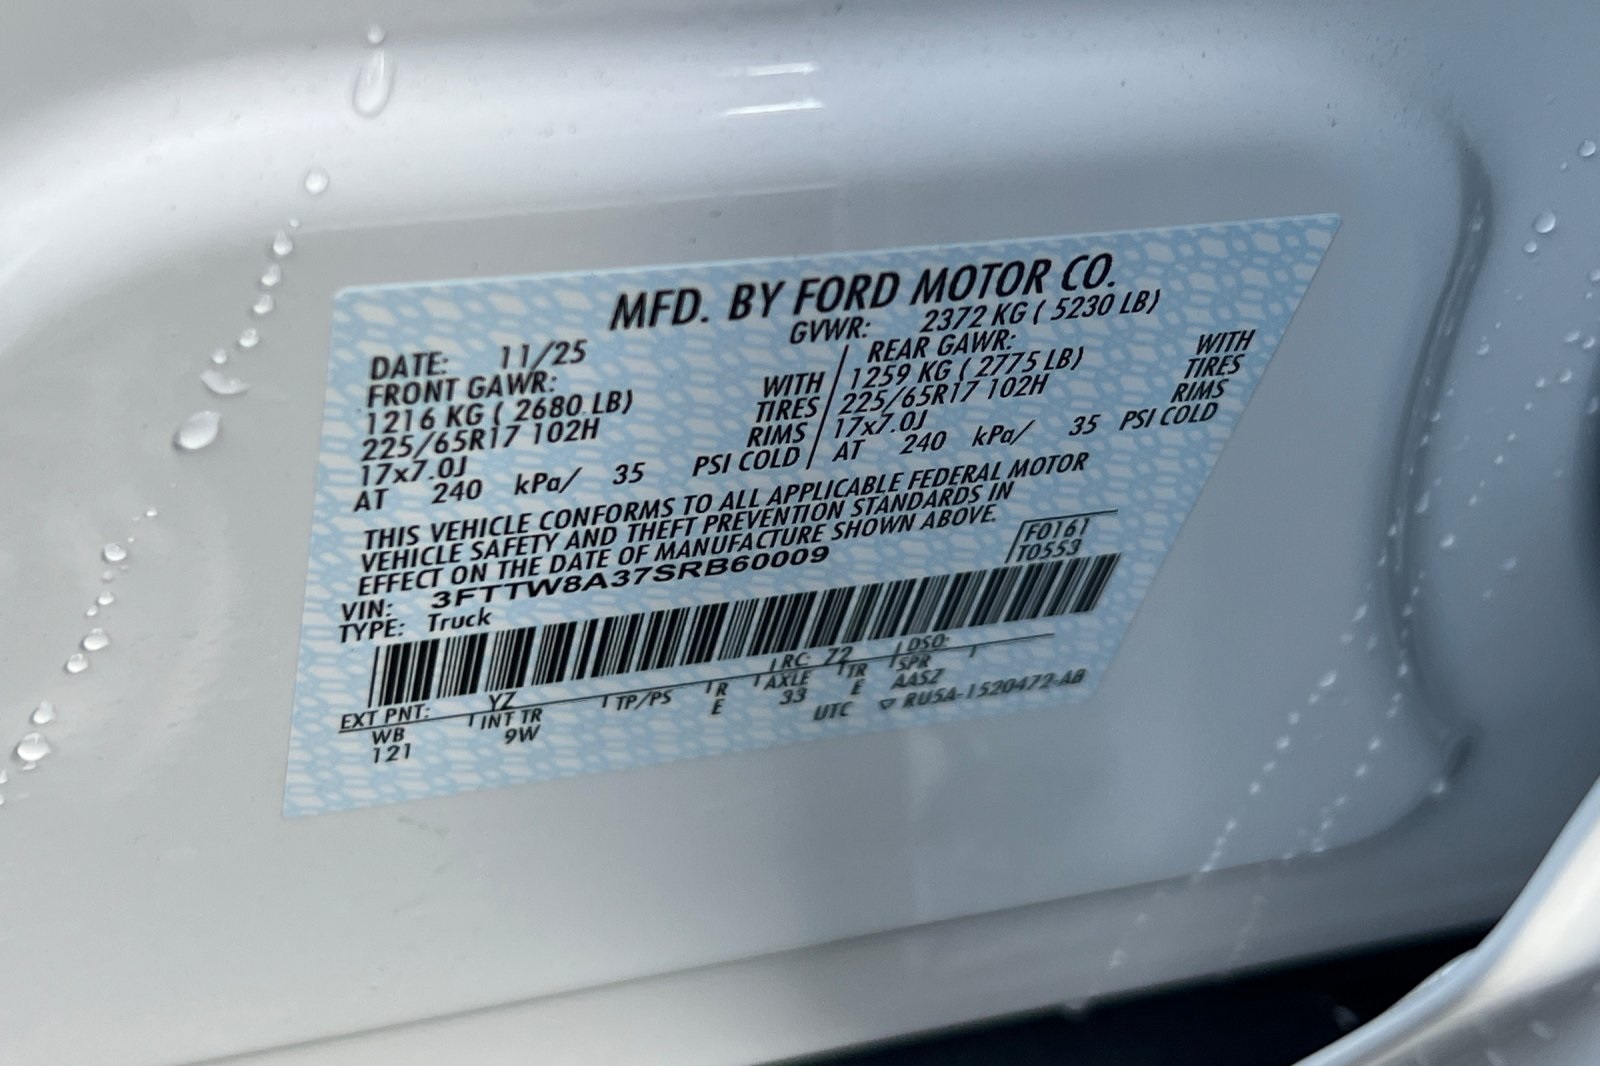 MFD. BY FORD MOTOR CO.
DATE: 11/25 GVWR: 2372 KG ( 5230 LB)
FRONT GAWR: REAR GAWR:
1216 KG ( 2680 LB) WITH 1259 KG ( 2775 LB) WITH
225/65R17 102H TIRES 225/65R17 102H TIRES
17x7.0J RIMS 17x7.0J RIMS
AT 240 kPa/ 35 PSI COLD AT 240 kPa/ 35 PSI COLD
THIS VEHICLE CONFORMS TO ALL APPLICABLE FEDERAL MOTOR
VEHICLE SAFETY AND THEFT PREVENTION STANDARDS IN
EFFECT ON THE DATE OF MANUFACTURE SHOWN ABOVE.
VIN: 3FTTW8A37SRB60009 F0161
TYPE: Truck T0553
EXT PNT: YZ RC: 72 DSO:
WB INT TR TP/PS R AXLE TR SPR
121 9W E 33 E AASZ
UTC ▽ RU5A-1520472-AB